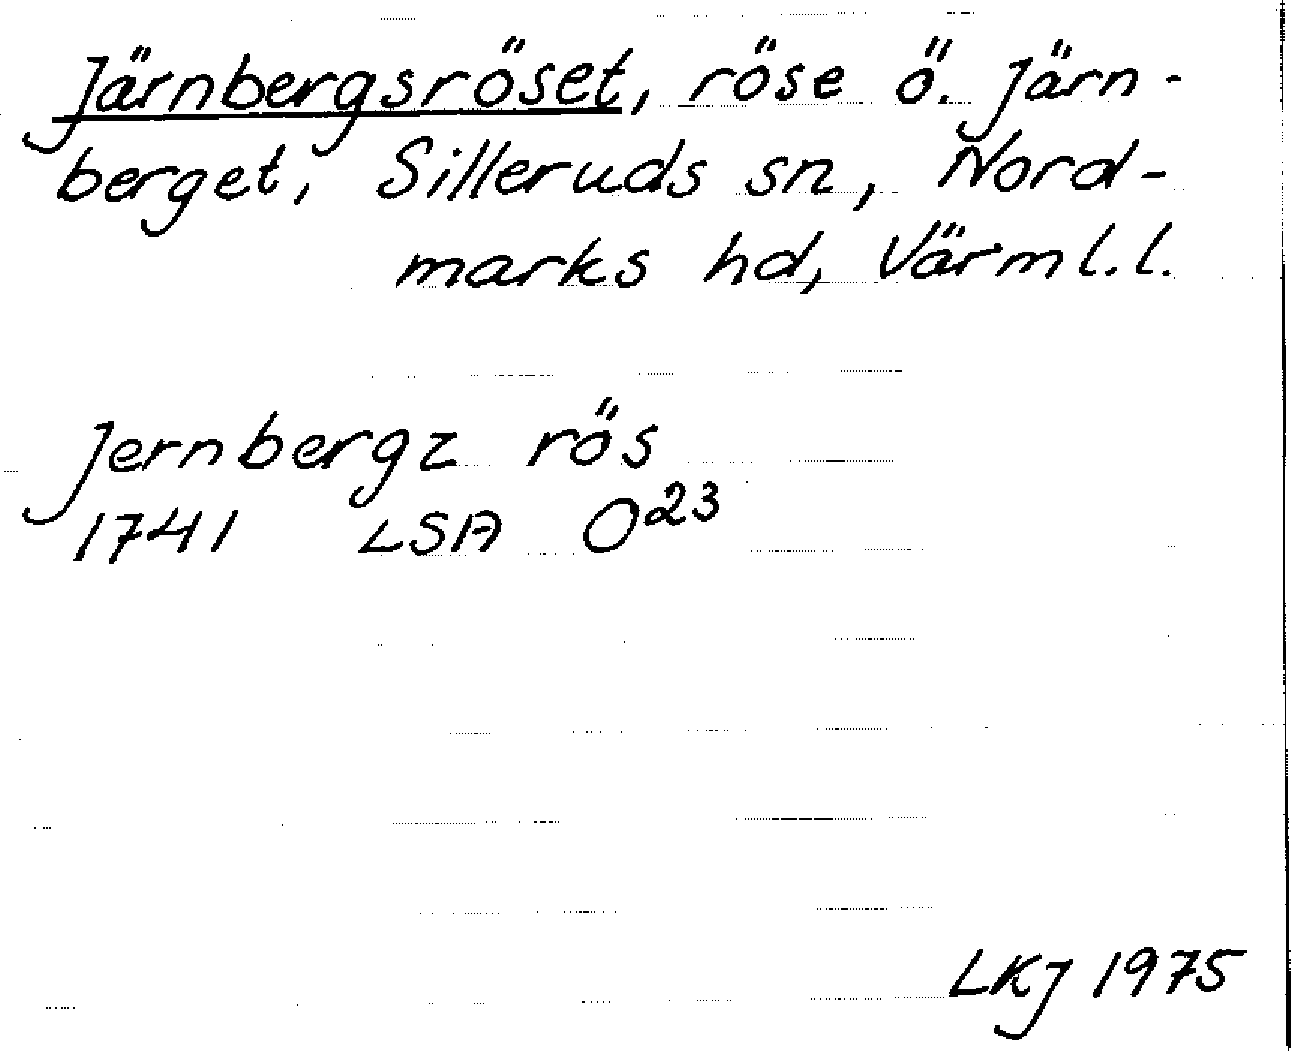 Järnbergsröset, röse ö. Järn-
berget, Silleruds sn, Nord-
marks hd, Värml. l.
Jernbergz rös
1741 LSA O²³
LKJ 1975